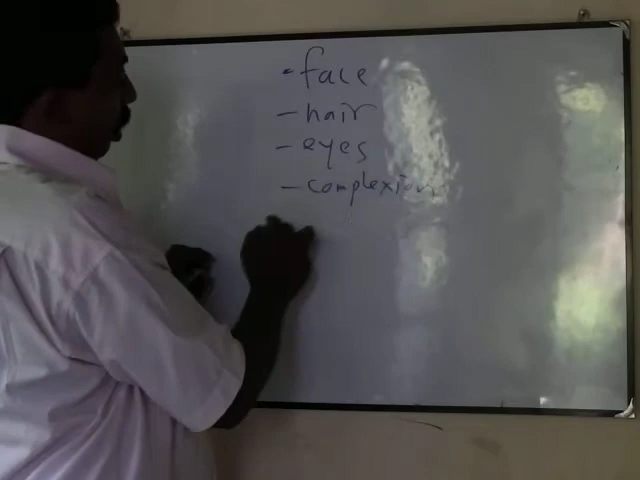 - face
- hair
- eyes
- complexion